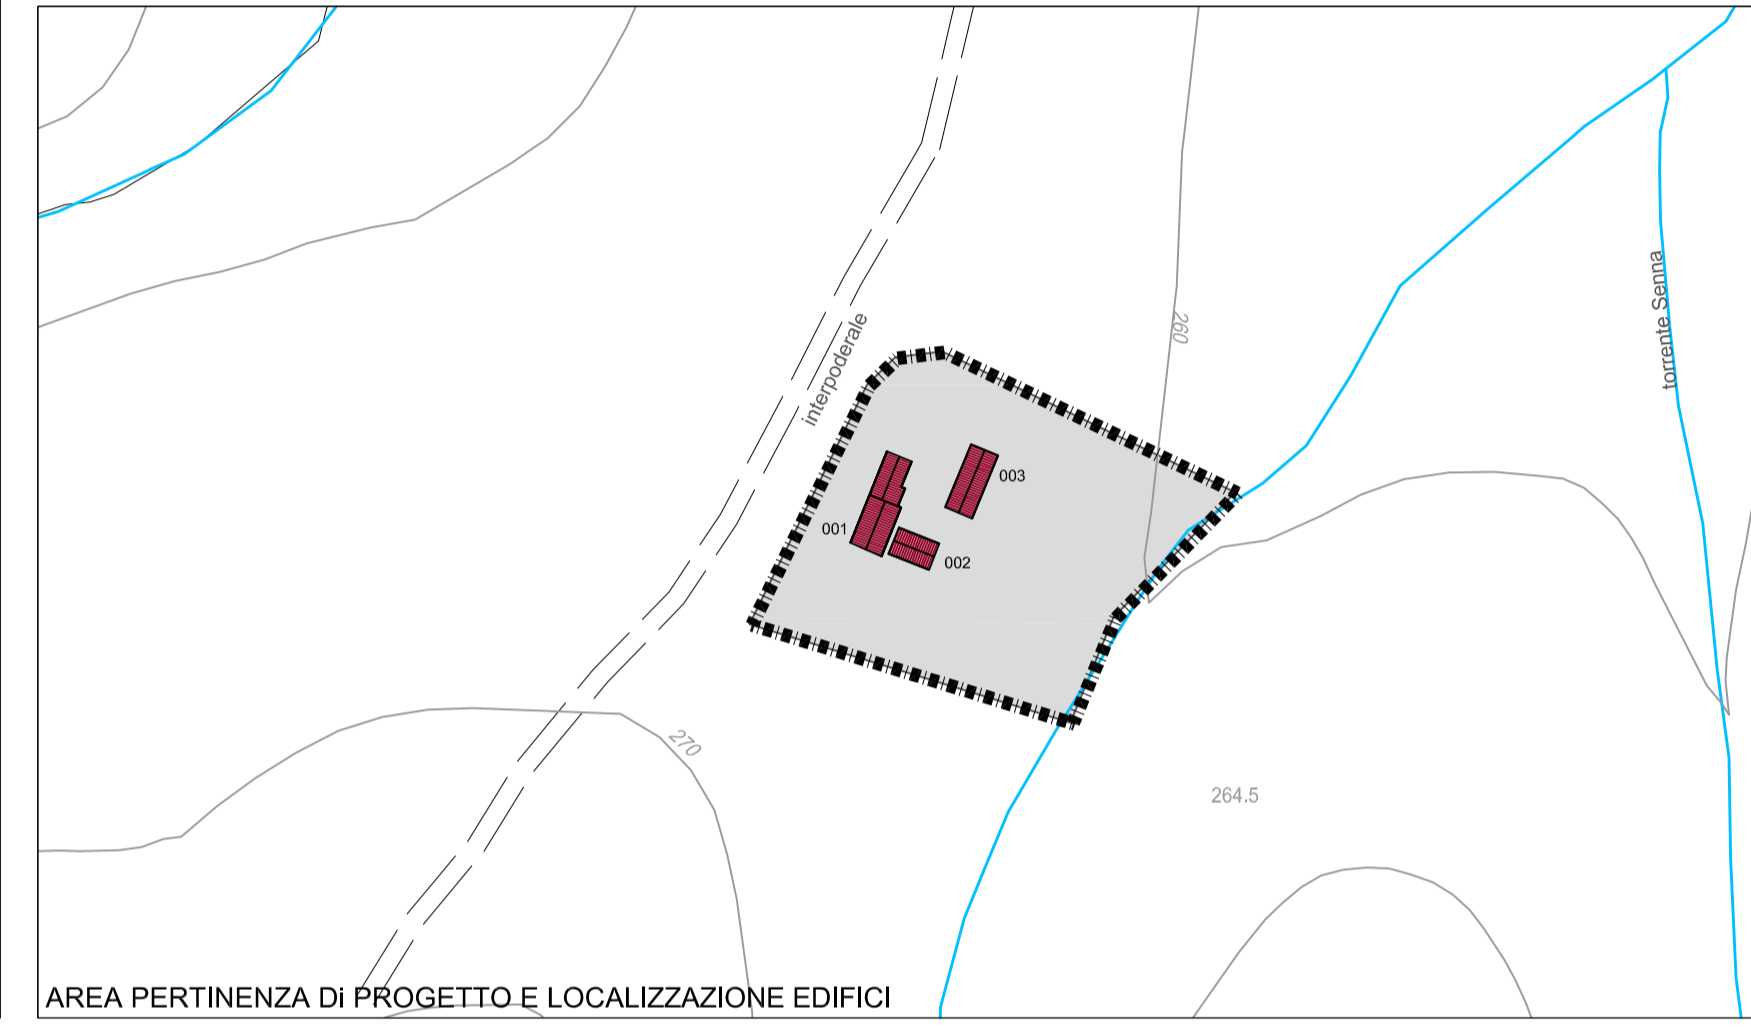 torrente Senna
260
interpoderale
003
001
002
270
264.5
AREA PERTINENZA Di PROGETTO E LOCALIZZAZIONE EDIFICI